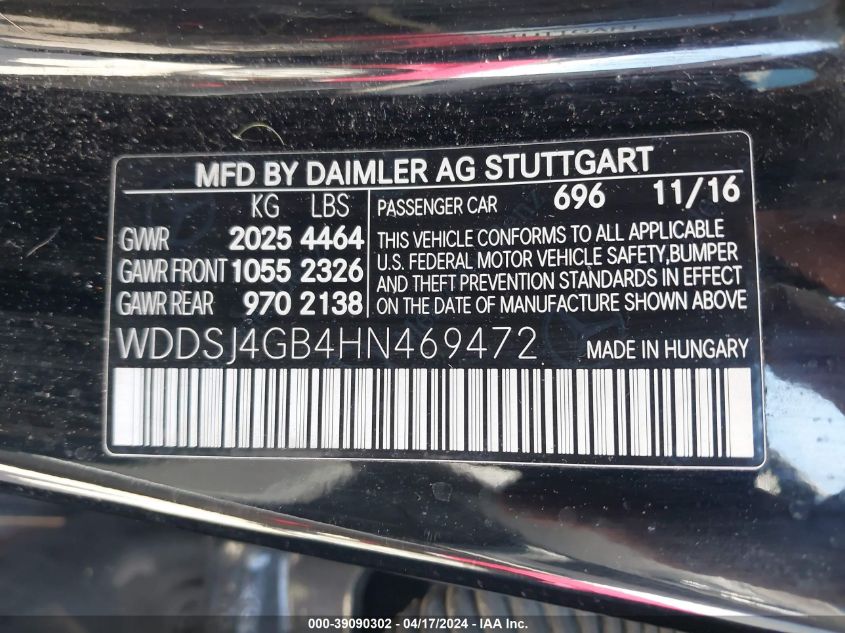 MFD BY DAIMLER AG STUTTGART
KG LBS
GVWR 2025 4464
GAWR FRONT 1055 2326
GAWR REAR 970 2138
PASSENGER CAR 696 11/16
THIS VEHICLE CONFORMS TO ALL APPLICABLE
U.S. FEDERAL MOTOR VEHICLE SAFETY,BUMPER
AND THEFT PREVENTION STANDARDS IN EFFECT
ON THE DATE OF MANUFACTURE SHOWN ABOVE
WDDSJ4GB4HN469472 MADE IN HUNGARY
000-39090302 - 04/17/2024 - IAA Inc.